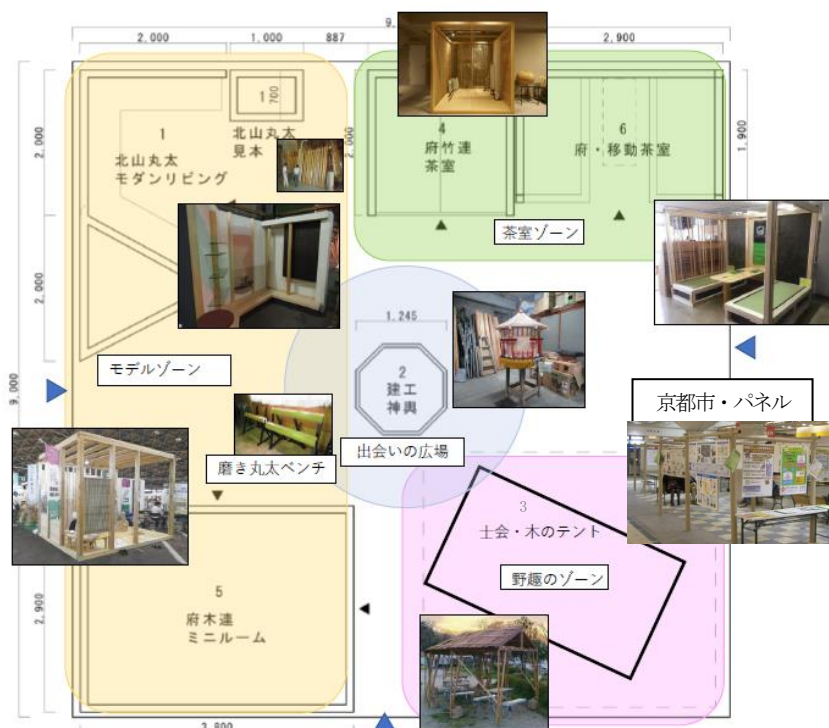 9.
2,000
1,000
887
2,900
2,000
1
北山丸太
モダンリビング
1
700
北山丸太
見本
2,000
4
府竹連
茶室
6
府・移動茶室
1,900
茶室ゾーン
2,000
9,000
モデルゾーン
1,245
2
建工
神輿
出会いの広場
磨き丸太ベンチ
京都市・パネル
3
士会・木のテント
野趣のゾーン
2,900
5
府木連
ミニルーム
3,800